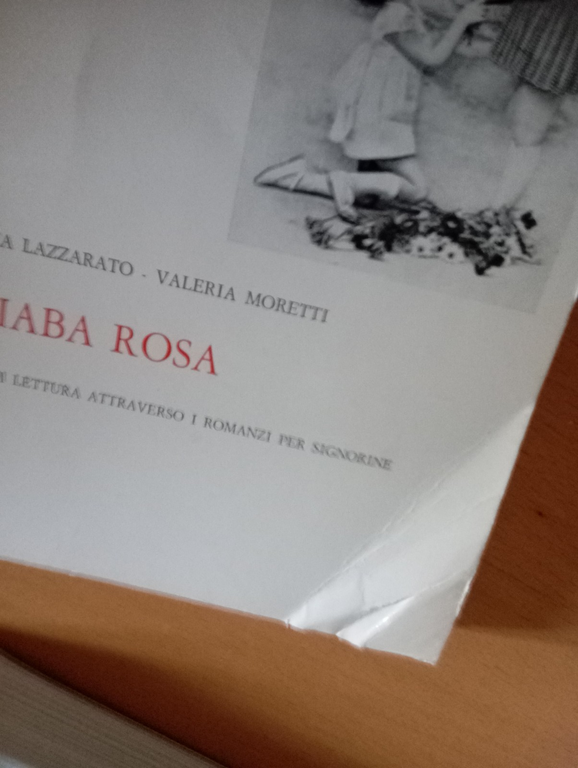 A LAZZARATO - VALERIA MORETTI
IABA ROSA
E LETTURA ATTRAVERSO I ROMANZI PER SIGNORINE